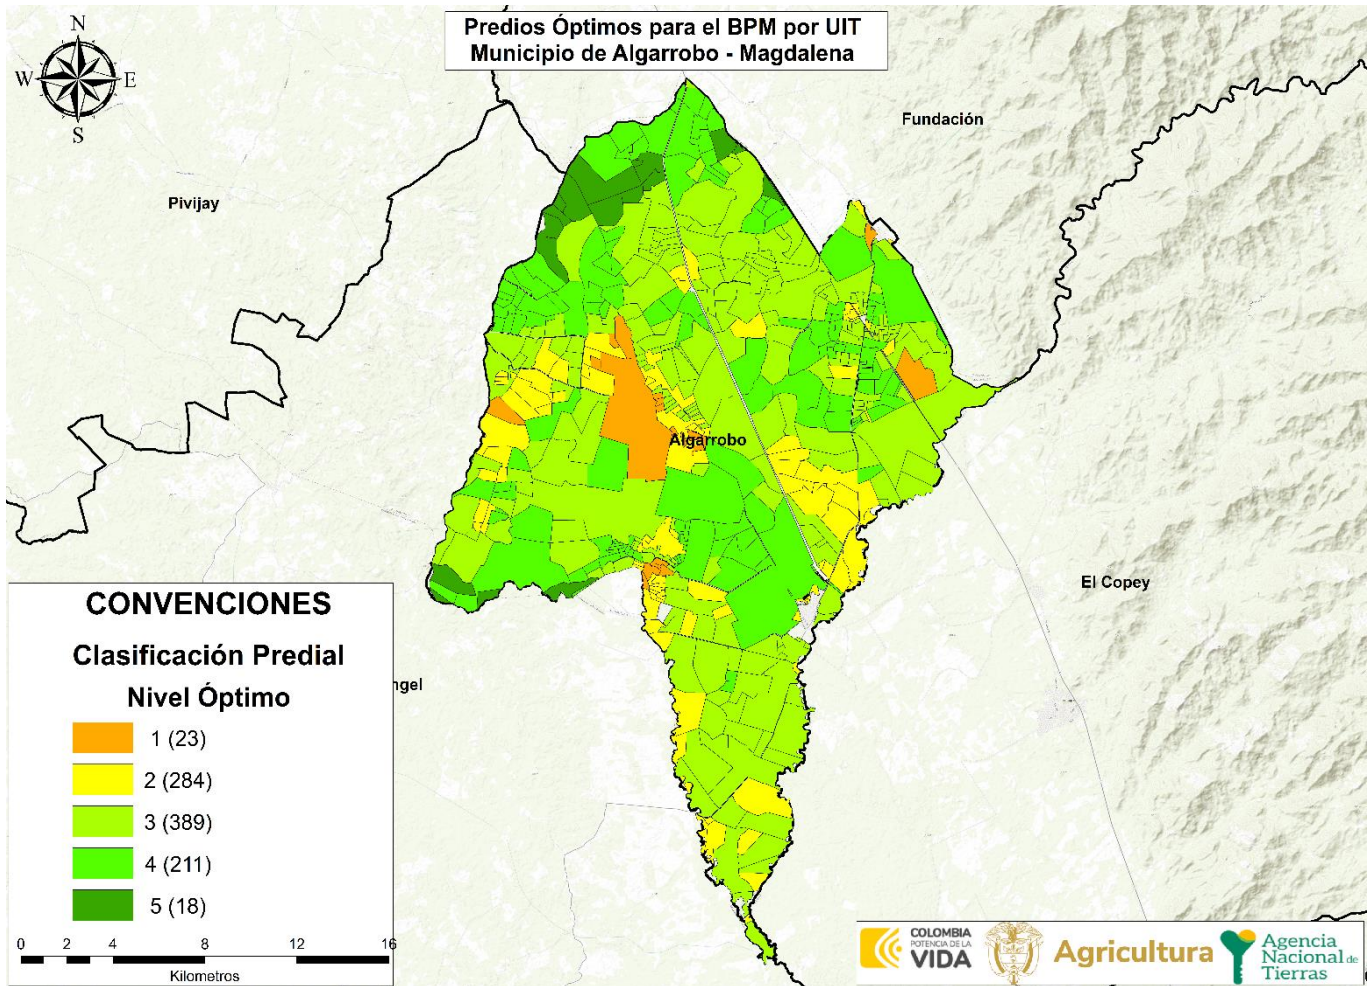 Predios Óptimos para el BPM por UIT
Municipio de Algarrobo - Magdalena
N
W
E
S
Fundación
Pivijay
Algarrobo
El Copey
ngel
CONVENCIONES
Clasificación Predial
Nivel Óptimo
1 (23)
2 (284)
3 (389)
4 (211)
5 (18)
0 2 4 8 12 16
Kilometros
COLOMBIA
POTENCIA DE LA
VIDA
Agricultura
Agencia
Nacional de
Tierras